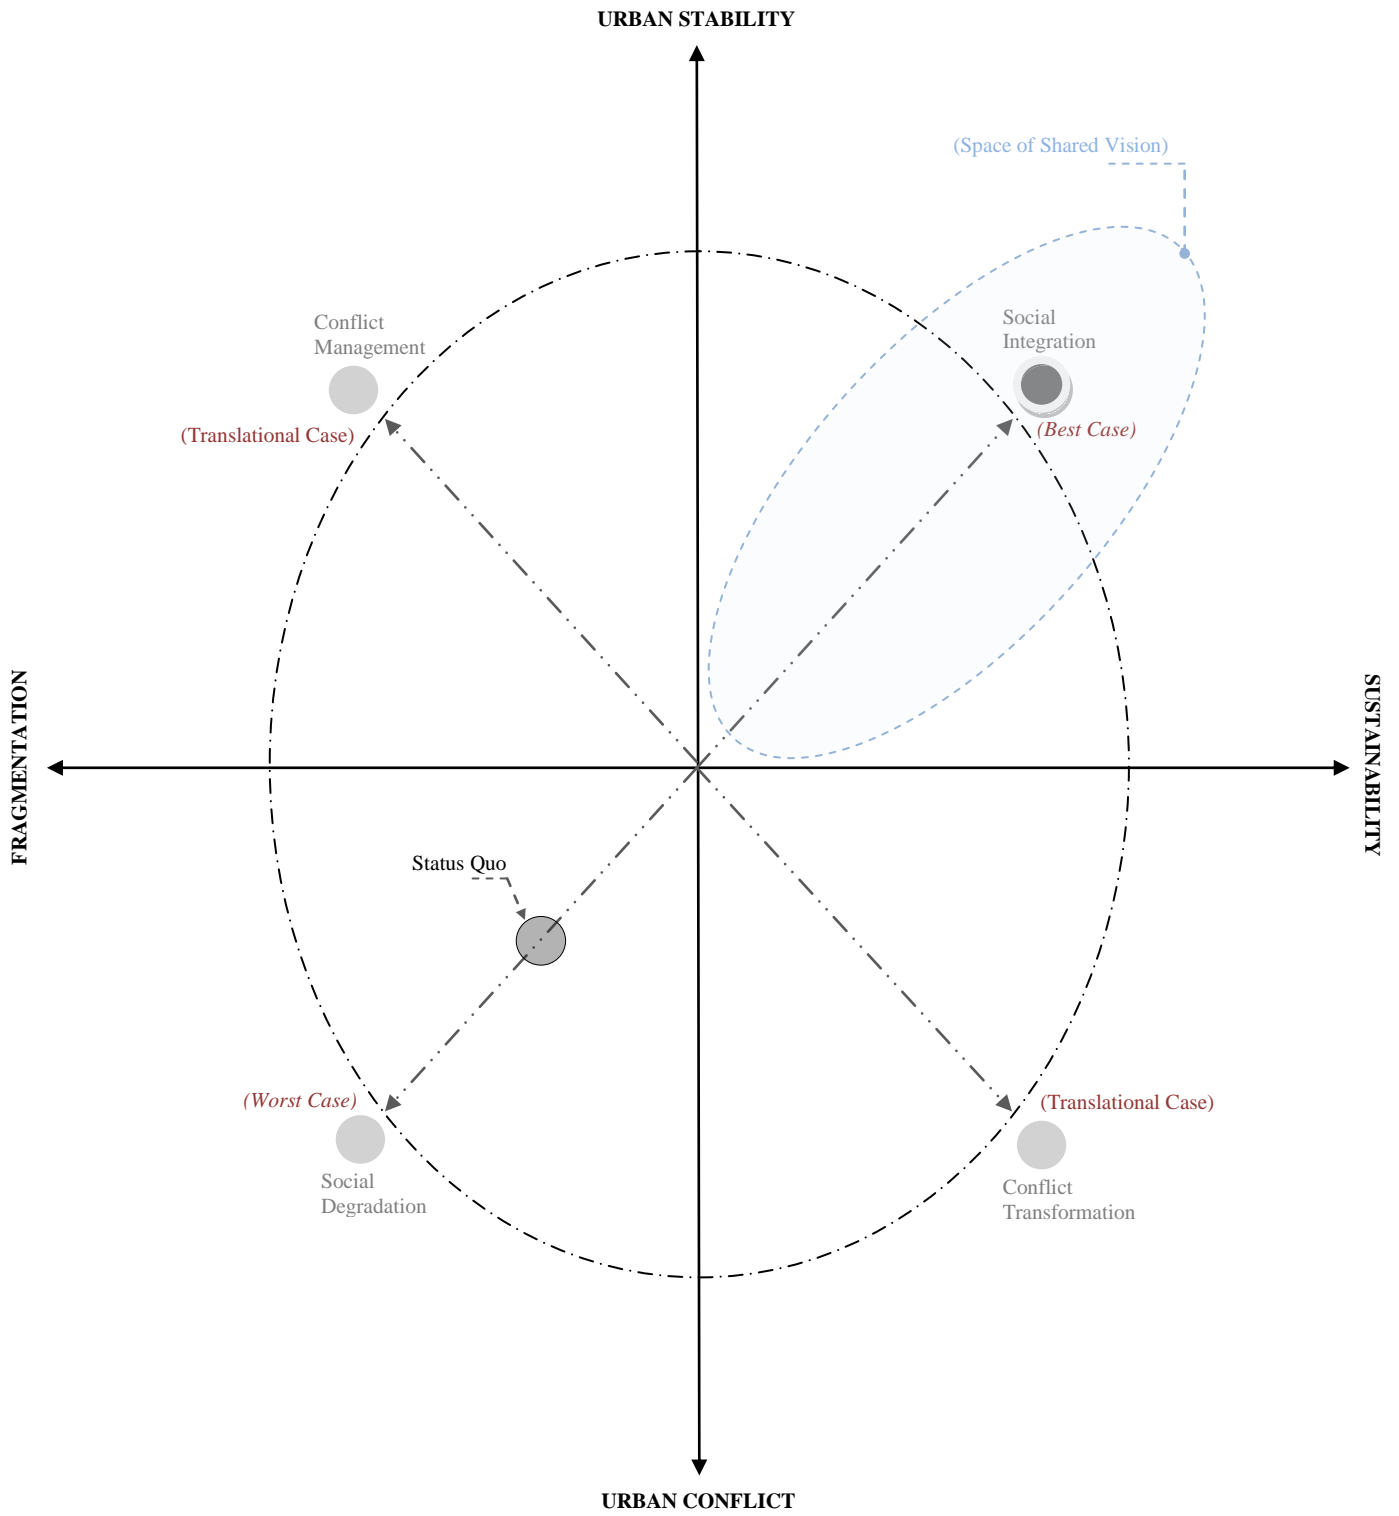 URBAN STABILITY
(Space of Shared Vision)
Conflict
Management
(Translational Case)
Social
Integration
(Best Case)
FRAGMENTATION
SUSTAINABILITY
Status Quo
(Worst Case)
Social
Degradation
(Translational Case)
Conflict
Transformation
URBAN CONFLICT